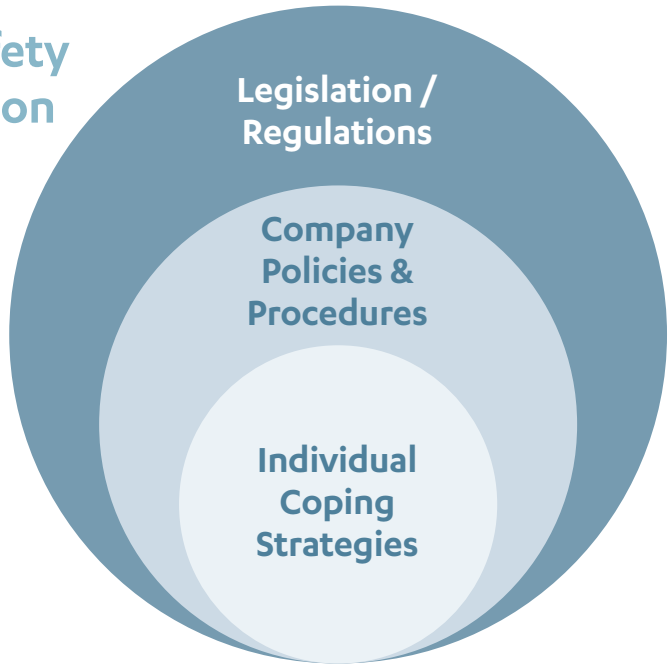 Legislation /
Regulations
Company
Policies &
Procedures
Individual
Coping
Strategies